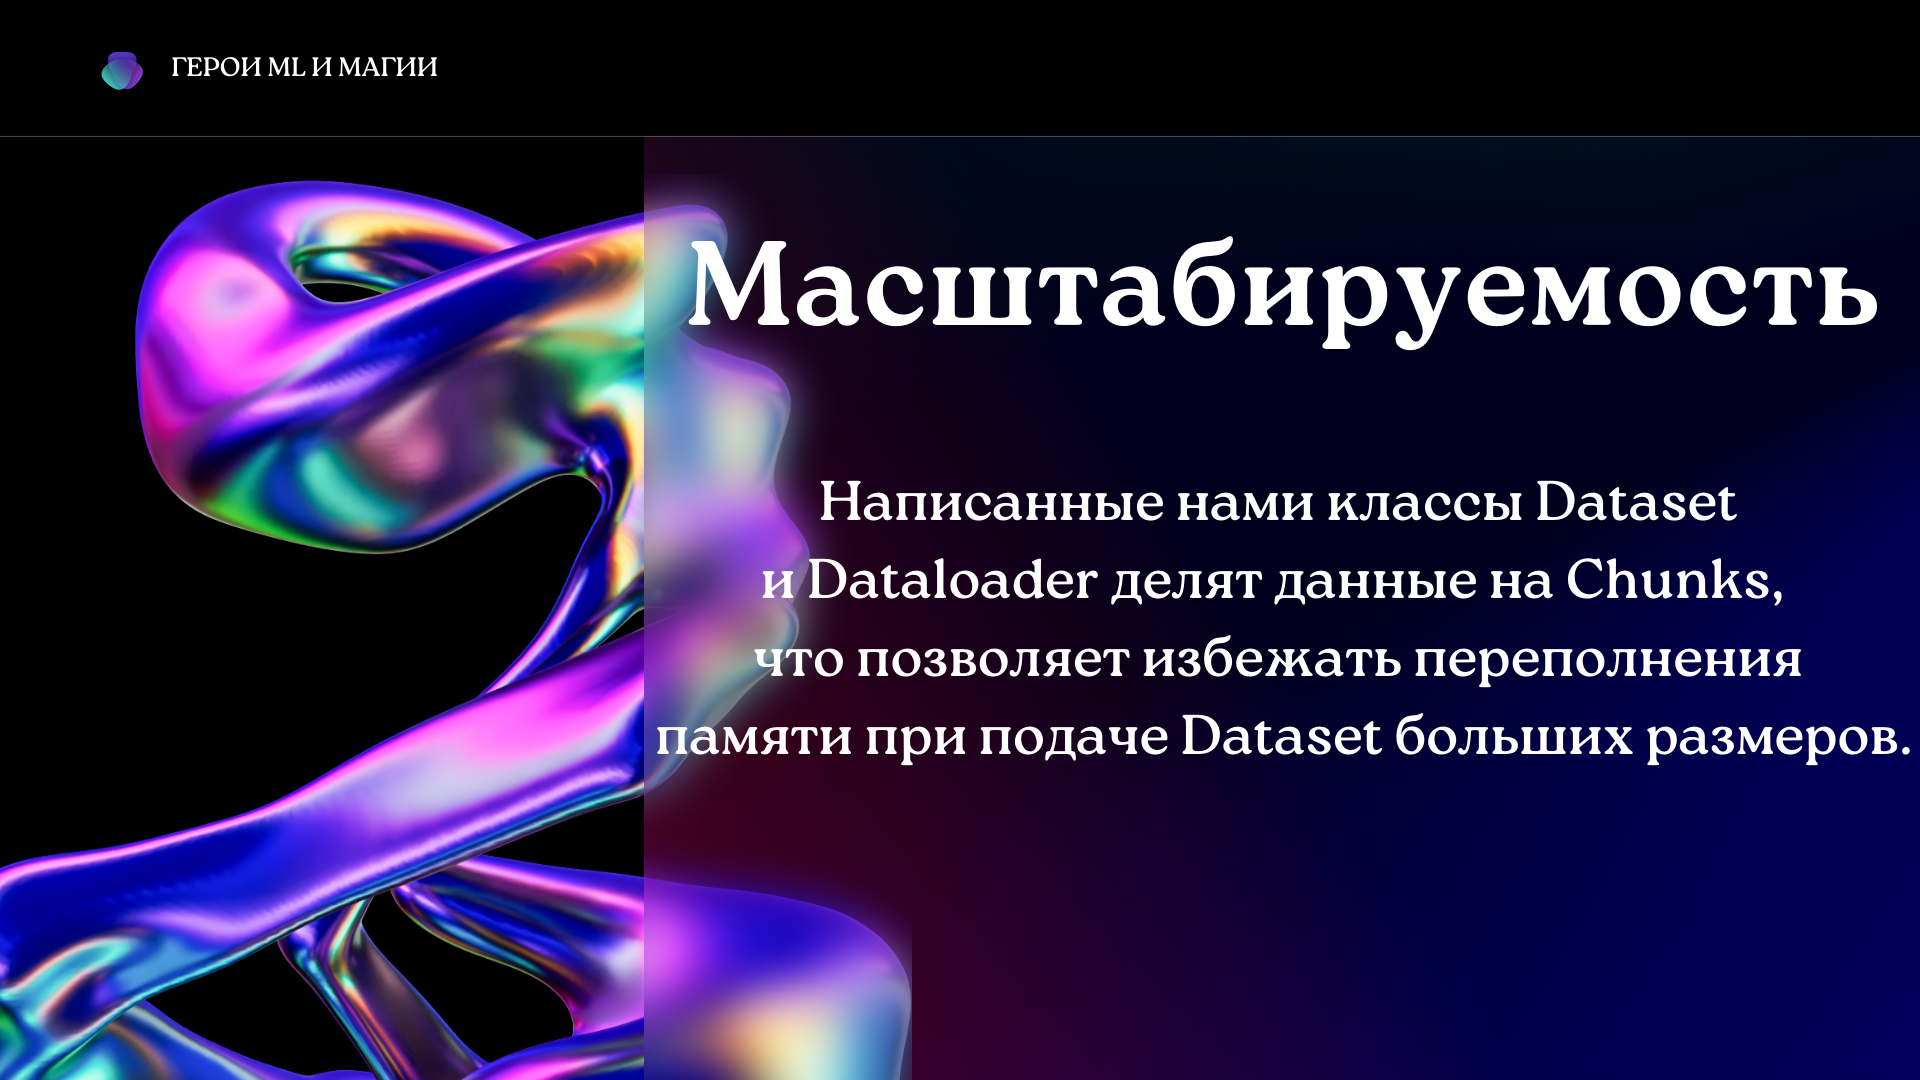 ГЕРОИ ML И МАГИИ
Масштабируемость
Написанные нами классы Dataset
и Dataloader делят данные на Chunks,
что позволяет избежать переполнения
памяти при подаче Dataset больших размеров.